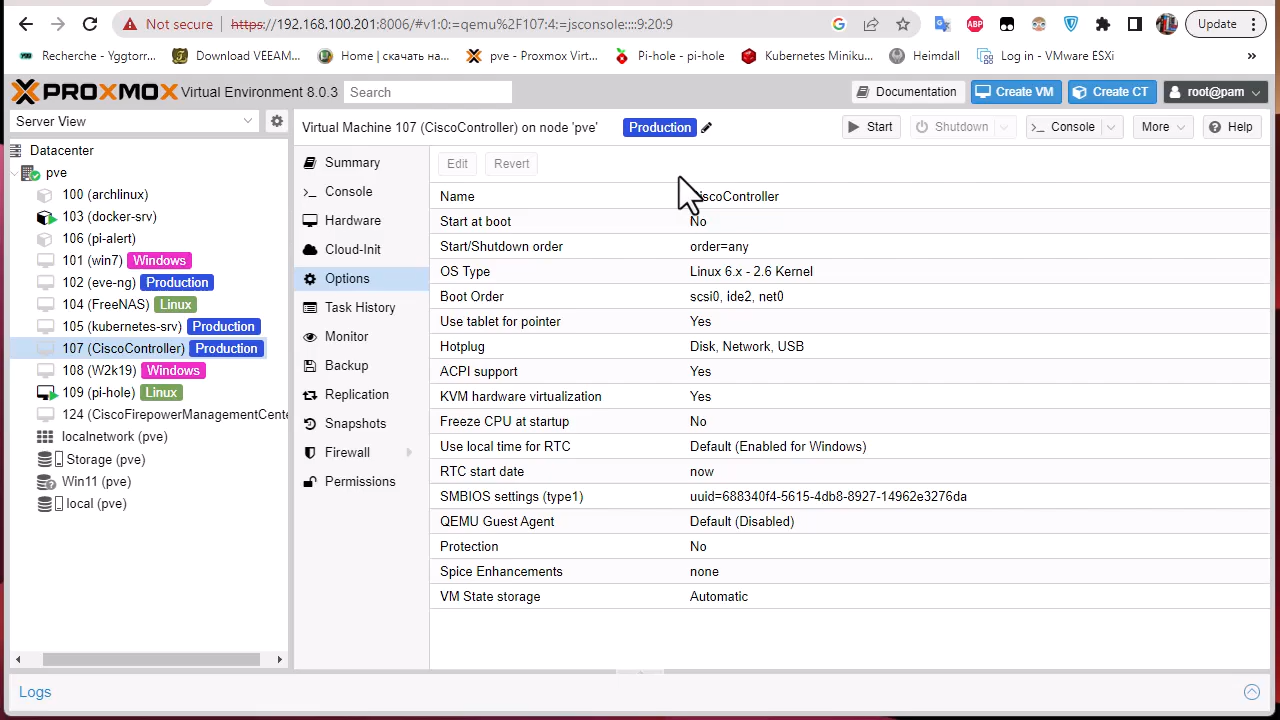 Not secure https://192.168.100.201:8006/#v1:0:=qemu%2F107:4:=jsconsole::::9:20:9 Update
Recherche - Yggtorr... Download VEEAM... Home | скачать на... pve - Proxmox Virt... Pi-hole - pi-hole Kubernetes Miniku... Heimdall Log in - VMware ESXi »
PROXMOX Virtual Environment 8.0.3 Search Documentation Create VM Create CT root@pam
Server View
Datacenter
pve
100 (archlinux)
103 (docker-srv)
106 (pi-alert)
101 (win7) Windows
102 (eve-ng) Production
104 (FreeNAS) Linux
105 (kubernetes-srv) Production
107 (CiscoController) Production
108 (W2k19) Windows
109 (pi-hole) Linux
124 (CiscoFirepowerManagementCente
localnetwork (pve)
Storage (pve)
Win11 (pve)
local (pve)
Virtual Machine 107 (CiscoController) on node 'pve' Production Start Shutdown Console More Help
Summary
Console
Hardware
Cloud-Init
Options
Task History
Monitor
Backup
Replication
Snapshots
Firewall
Permissions
Edit Revert
Name iscoController
Start at boot No
Start/Shutdown order order=any
OS Type Linux 6.x - 2.6 Kernel
Boot Order scsi0, ide2, net0
Use tablet for pointer Yes
Hotplug Disk, Network, USB
ACPI support Yes
KVM hardware virtualization Yes
Freeze CPU at startup No
Use local time for RTC Default (Enabled for Windows)
RTC start date now
SMBIOS settings (type1) uuid=688340f4-5615-4db8-8927-14962e3276da
QEMU Guest Agent Default (Disabled)
Protection No
Spice Enhancements none
VM State storage Automatic
Logs